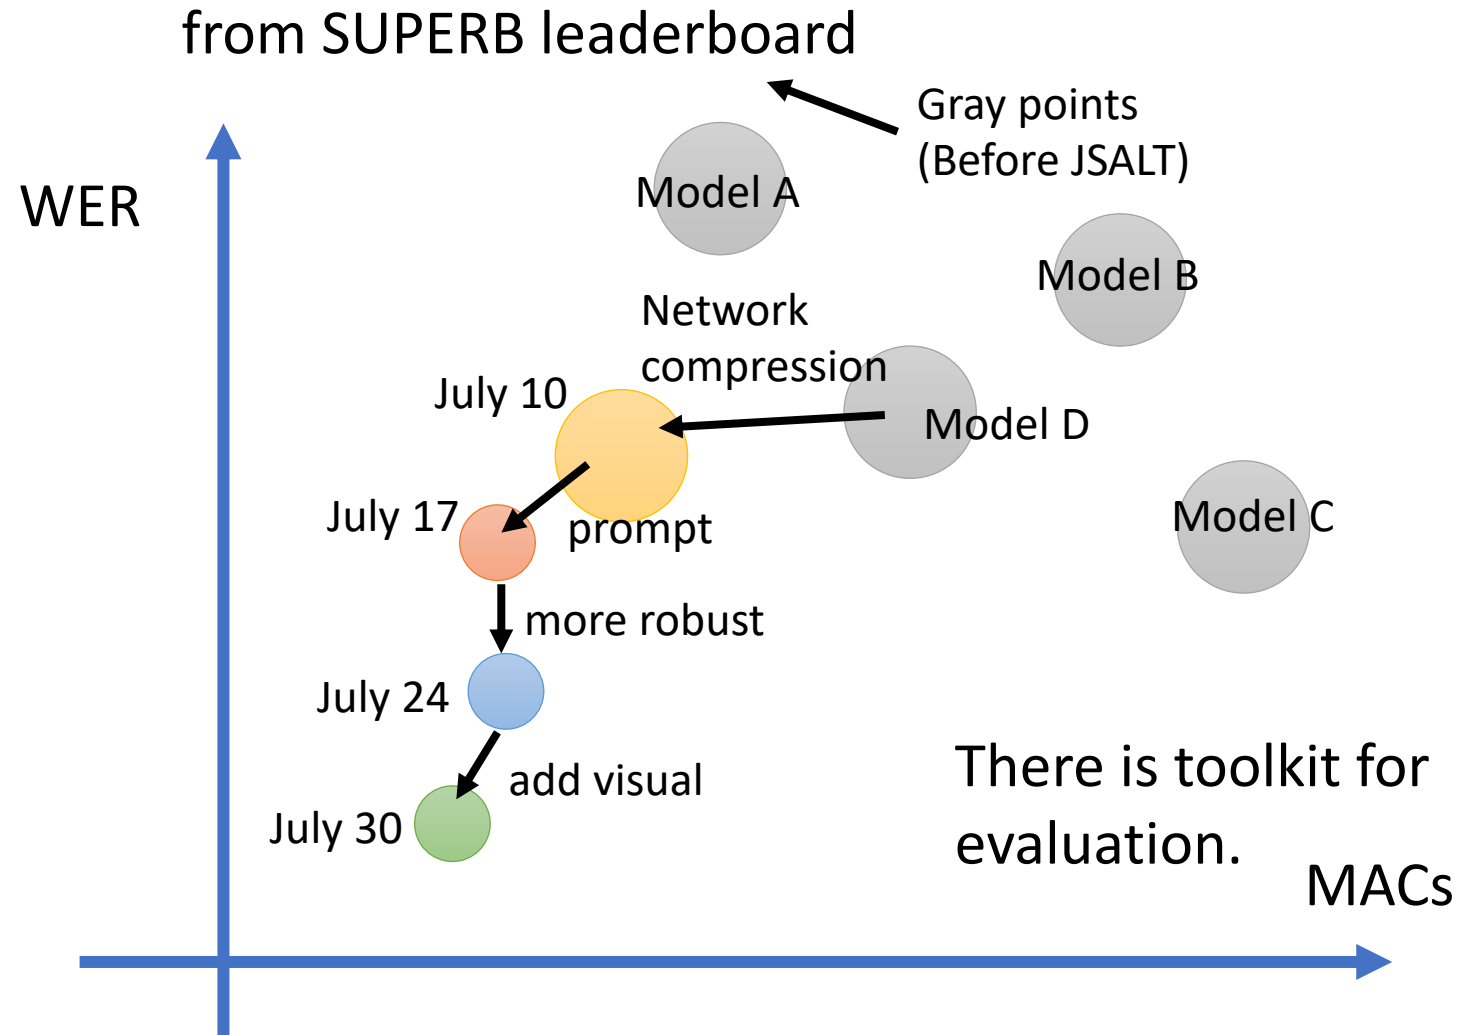 from SUPERB leaderboard
Gray points
(Before JSALT)
WER
Model A
Model B
Network
compression
July 10
Model D
July 17
prompt
Model C
more robust
July 24
add visual
July 30
There is toolkit for
evaluation.
MACs